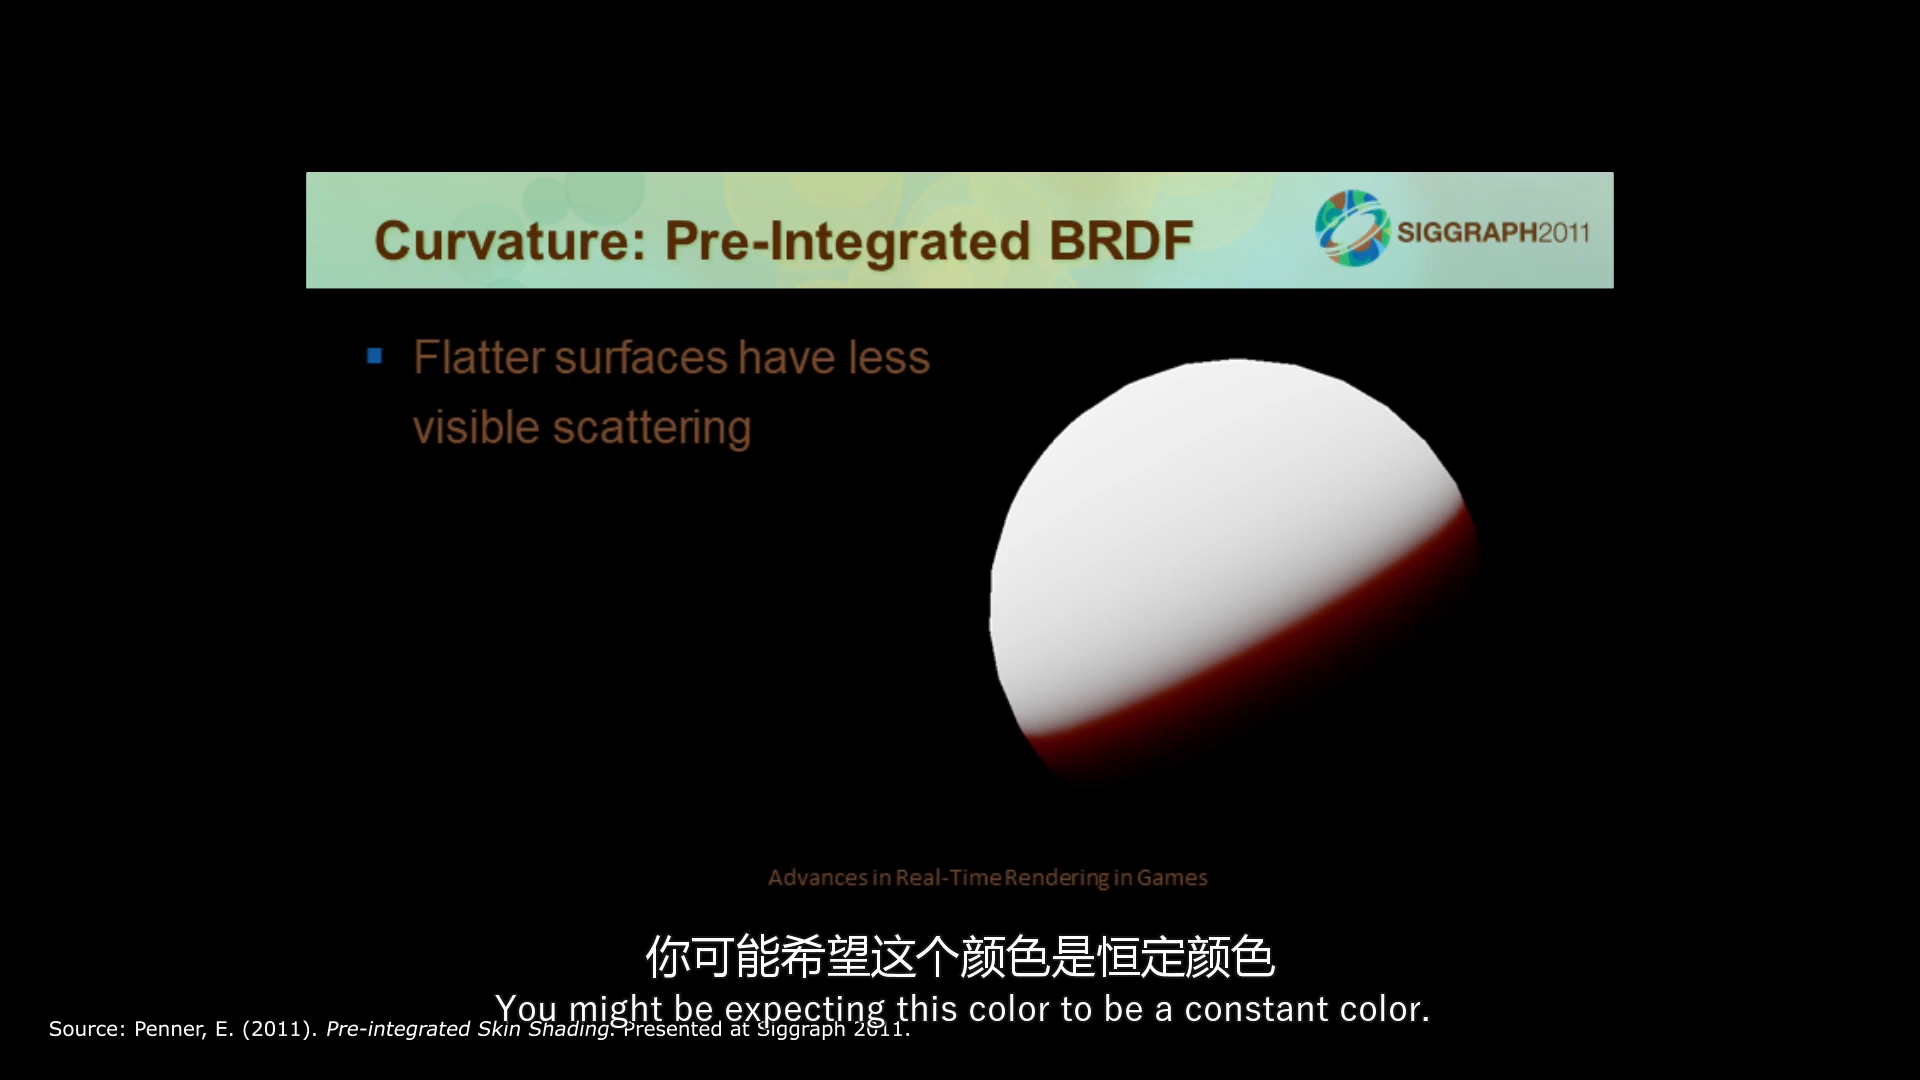 Curvature: Pre-Integrated BRDF
SIGGRAPH2011
Flatter surfaces have less
visible scattering
Advances in Real-Time Rendering in Games
你可能希望这个颜色是恒定颜色
You might be expecting this color to be a constant color.
Source: Penner, E. (2011). Pre-integrated Skin Shading. Presented at Siggraph 2011.